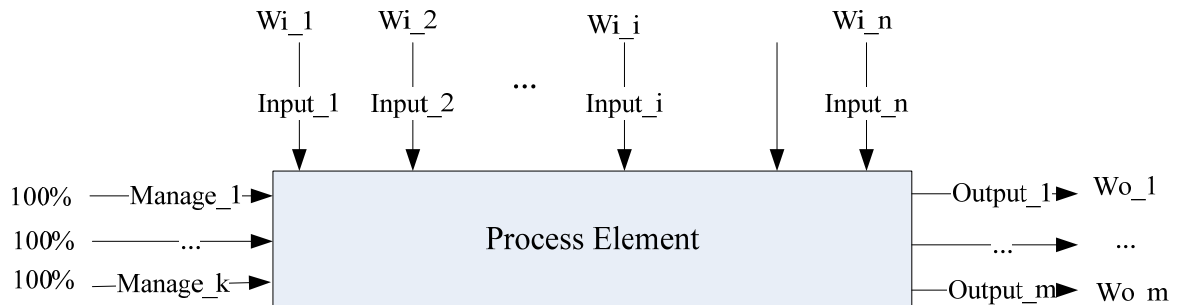 Wi_1 Wi_2 Wi_i Wi_n
...
Input_1 Input_2 Input_i Input_n
100% Manage_1 Output_1 Wo_1
100% ... Process Element ... ...
100% Manage_k Output_m Wo_m